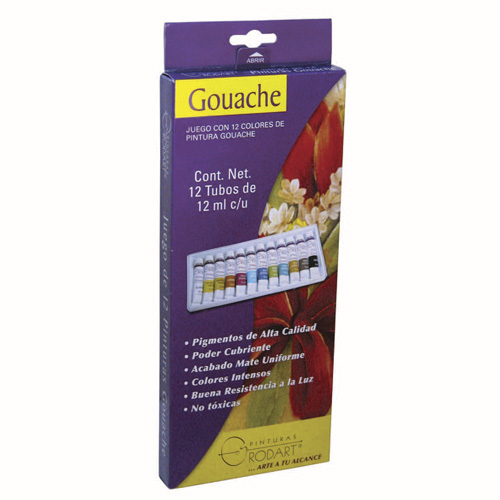 ABRIR
Gouache
JUEGO CON 12 COLORES DE
PINTURA GOUACHE
Cont. Net.
12 Tubos de
12 ml c/u
• Pigmentos de Alta Calidad
• Poder Cubriente
• Acabado Mate Uniforme
• Colores Intensos
• Buena Resistencia a la Luz
• No tóxicas
PINTURAS
RODART®
... ARTE A TU ALCANCE
Juego de 12 Pinturas Gouache